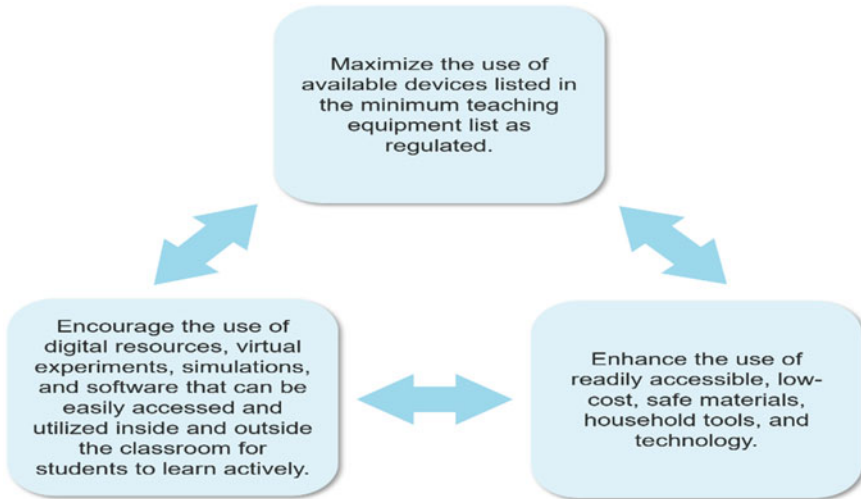 Maximize the use of
available devices listed in
the minimum teaching
equipment list as
regulated.
Encourage the use of
digital resources, virtual
experiments, simulations,
and software that can be
easily accessed and
utilized inside and outside
the classroom for
students to learn actively.
Enhance the use of
readily accessible, low-
cost, safe materials,
household tools, and
technology.